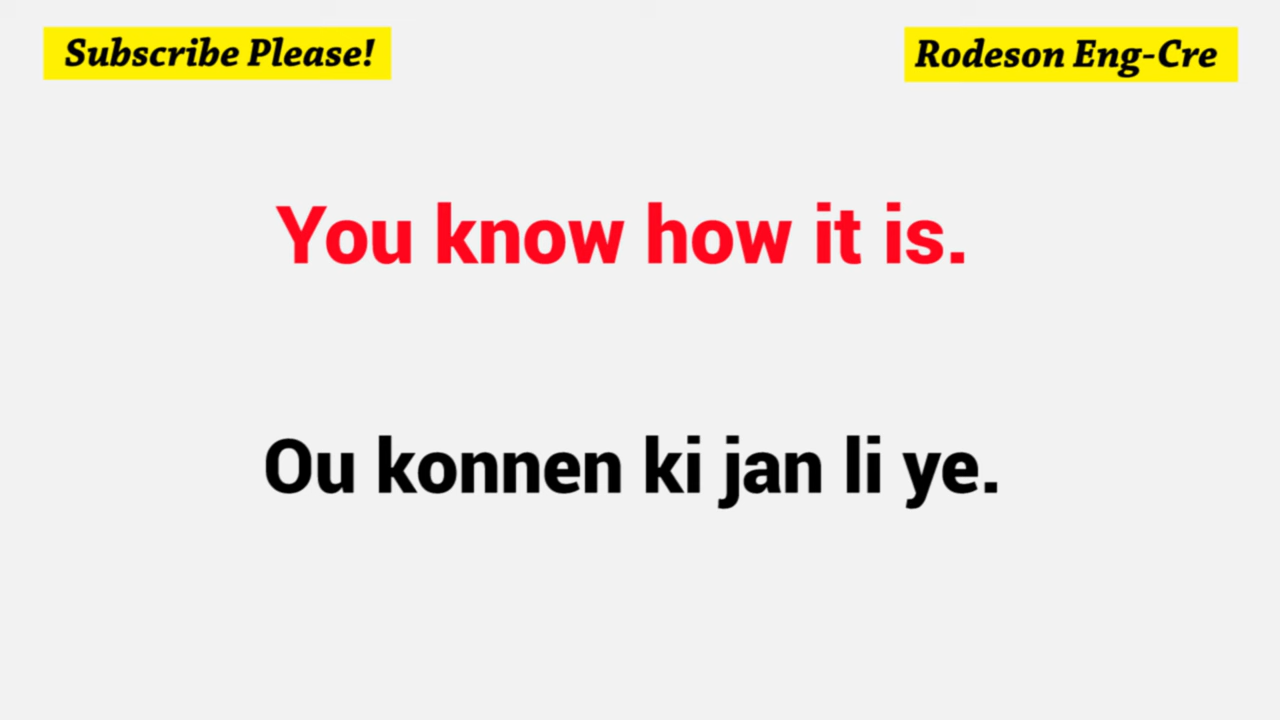 Subscribe Please!
Rodeson Eng-Cre
You know how it is.
Ou konnen ki jan li ye.